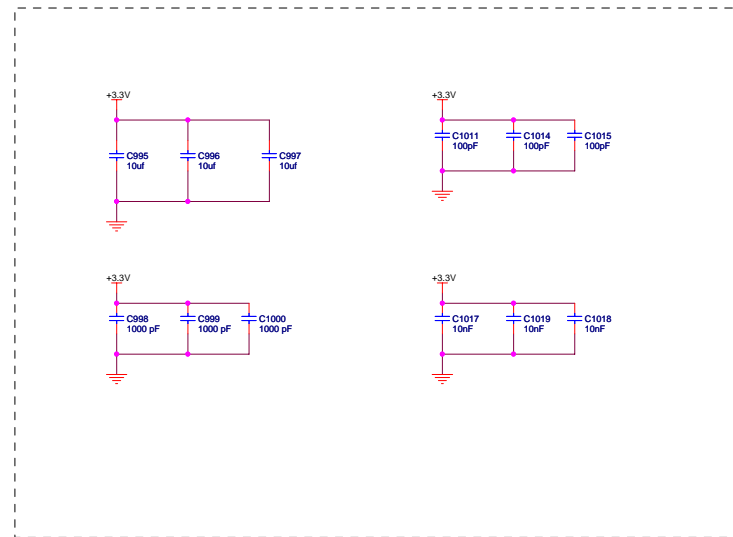 +3.3V
C995
10uf
C996
10uf
C997
10uf
+3.3V
C1011
100pF
C1014
100pF
C1015
100pF
+3.3V
C998
1000 pF
C999
1000 pF
C1000
1000 pF
+3.3V
C1017
10nF
C1019
10nF
C1018
10nF